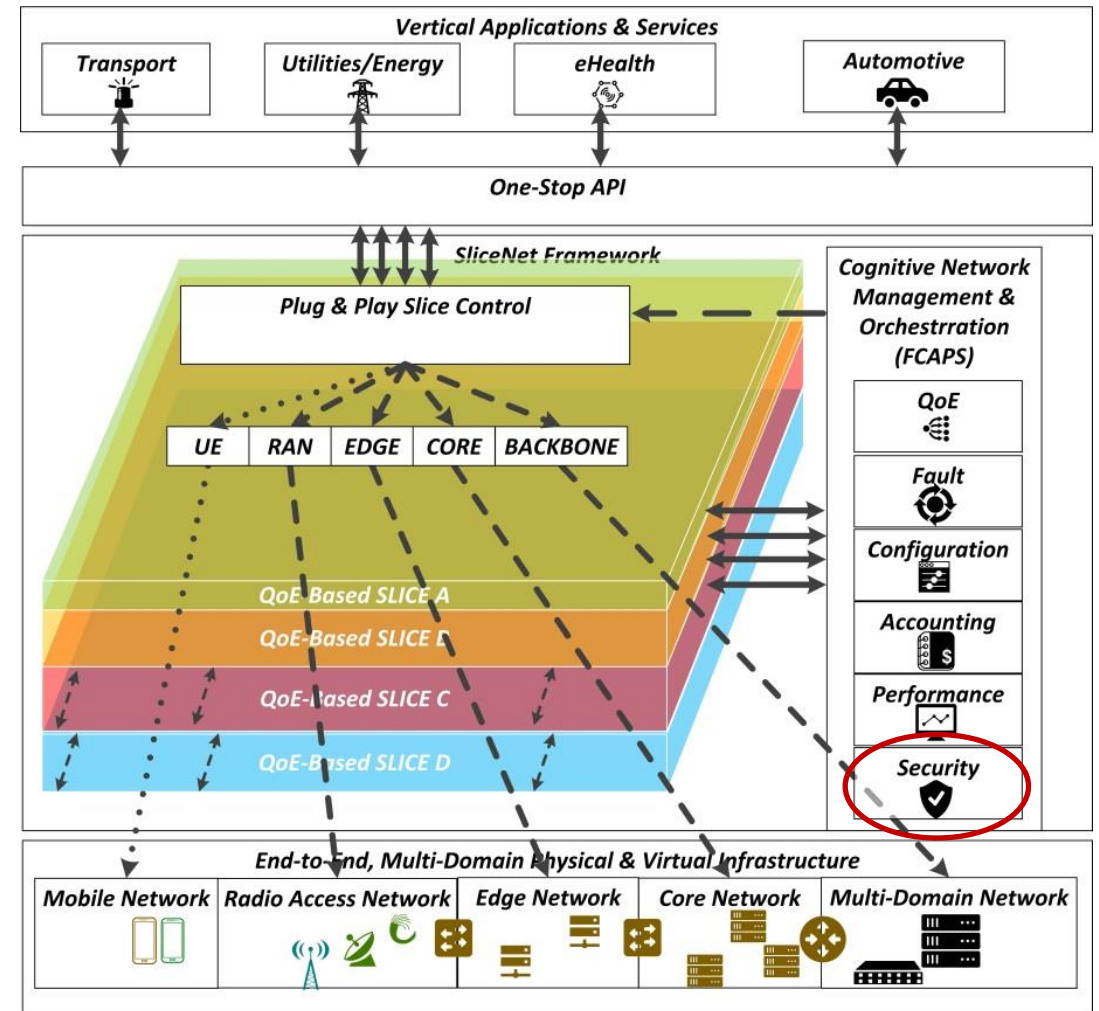 Vertical Applications & Services
Transport
Utilities/Energy
eHealth
Automotive
One-Stop API
SliceNet Framework
Plug & Play Slice Control
UE
RAN
EDGE
CORE
BACKBONE
QoE-Based SLICE A
QoE-Based SLICE B
QoE-Based SLICE C
QoE-Based SLICE D
Cognitive Network
Management &
Orchestrration
(FCAPS)
QoE
Fault
Configuration
Accounting
$
Performance
Security
End-to-End, Multi-Domain Physical & Virtual Infrastructure
Mobile Network
Radio Access Network
Edge Network
Core Network
Multi-Domain Network